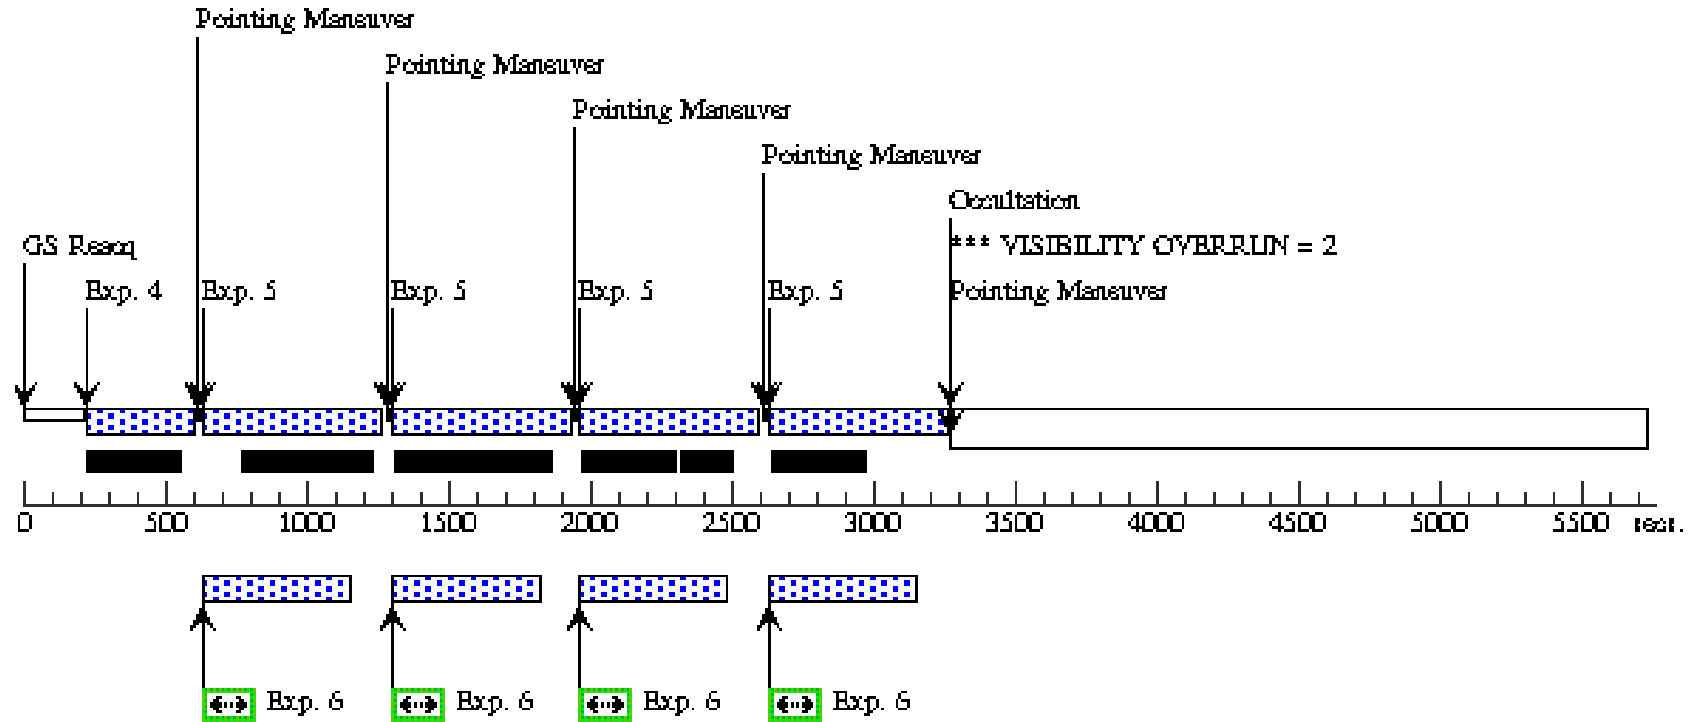 Pointing Maneuver
Pointing Maneuver
Pointing Maneuver
Pointing Maneuver
Occultation
GS Reacq
*** VISIBILITY OVERRUN = 2
Exp. 4
Exp. 5
Exp. 5
Exp. 5
Exp. 5
Pointing Maneuver
0 500 1000 1500 2000 2500 3000 3500 4000 4500 5000 5500 secs.
Exp. 6
Exp. 6
Exp. 6
Exp. 6